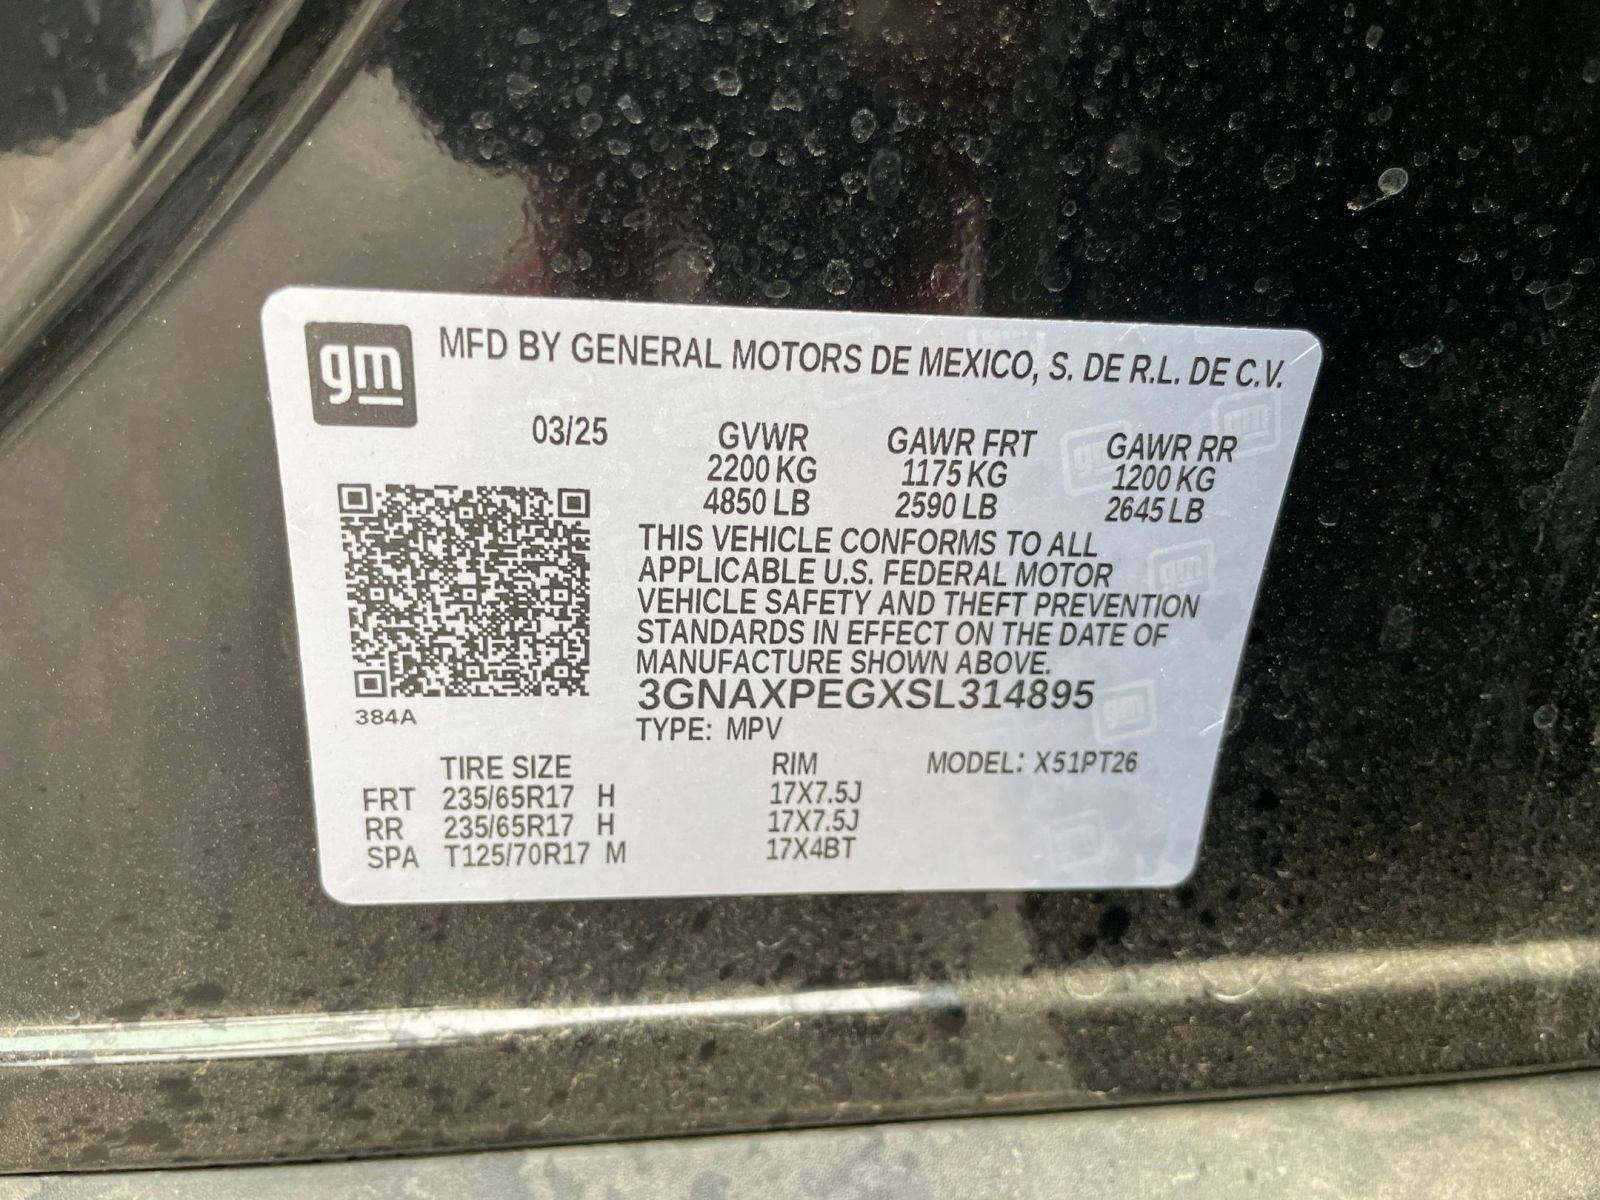 gm
MFD BY GENERAL MOTORS DE MEXICO, S. DE R.L. DE C.V.
03/25 GVWR GAWR FRT GAWR RR
2200 KG 1175 KG 1200 KG
4850 LB 2590 LB 2645 LB
THIS VEHICLE CONFORMS TO ALL
APPLICABLE U.S. FEDERAL MOTOR
VEHICLE SAFETY AND THEFT PREVENTION
STANDARDS IN EFFECT ON THE DATE OF
MANUFACTURE SHOWN ABOVE.
3GNAXPEGXSL314895
384A
TYPE: MPV
TIRE SIZE RIM MODEL: X51PT26
FRT 235/65R17 H 17X7.5J
RR 235/65R17 H 17X7.5J
SPA T125/70R17 M 17X4BT